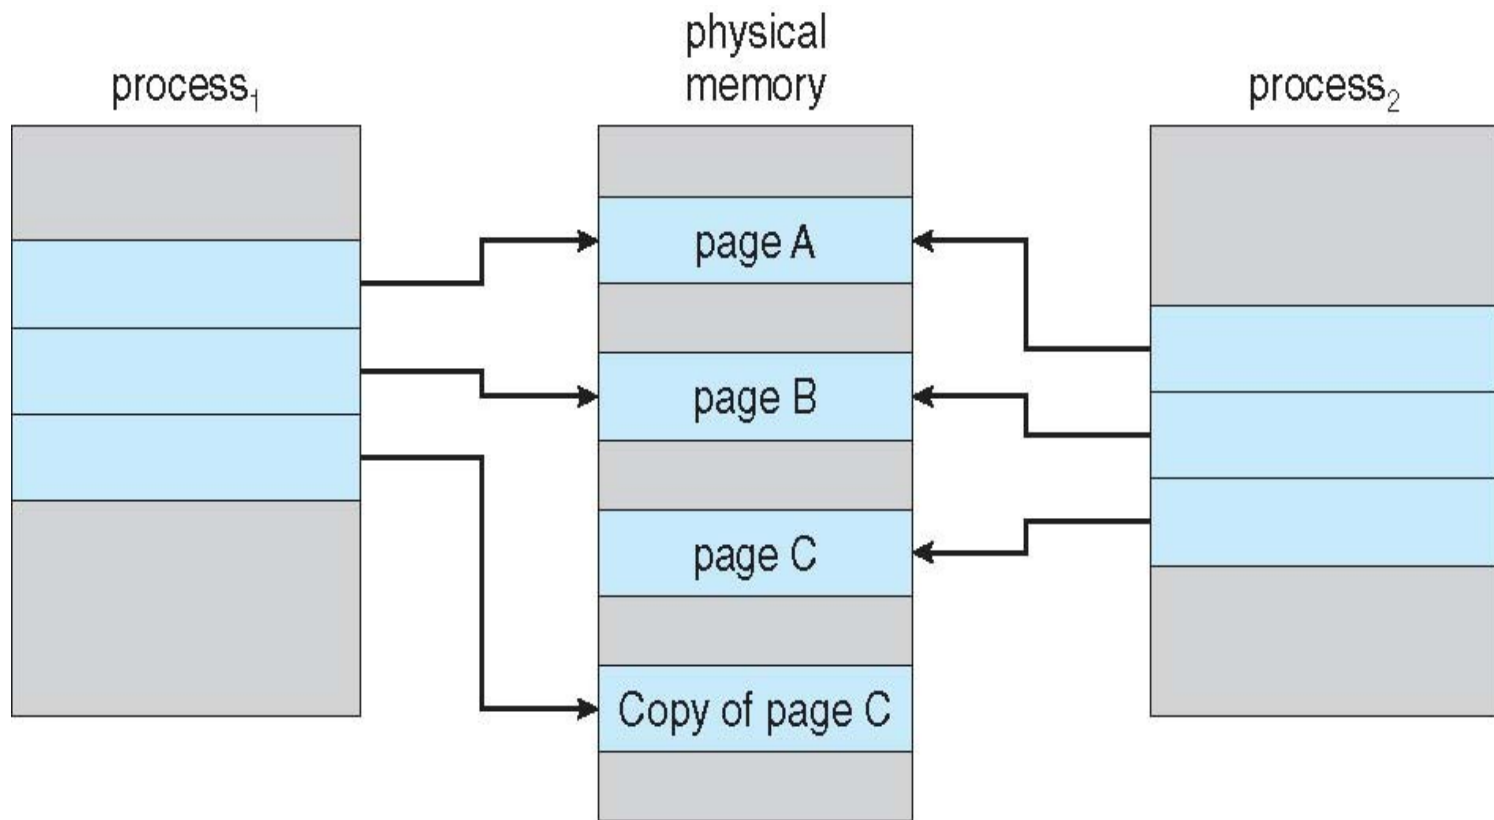 physical
memory
process₁
process₂
page A
page B
page C
Copy of page C